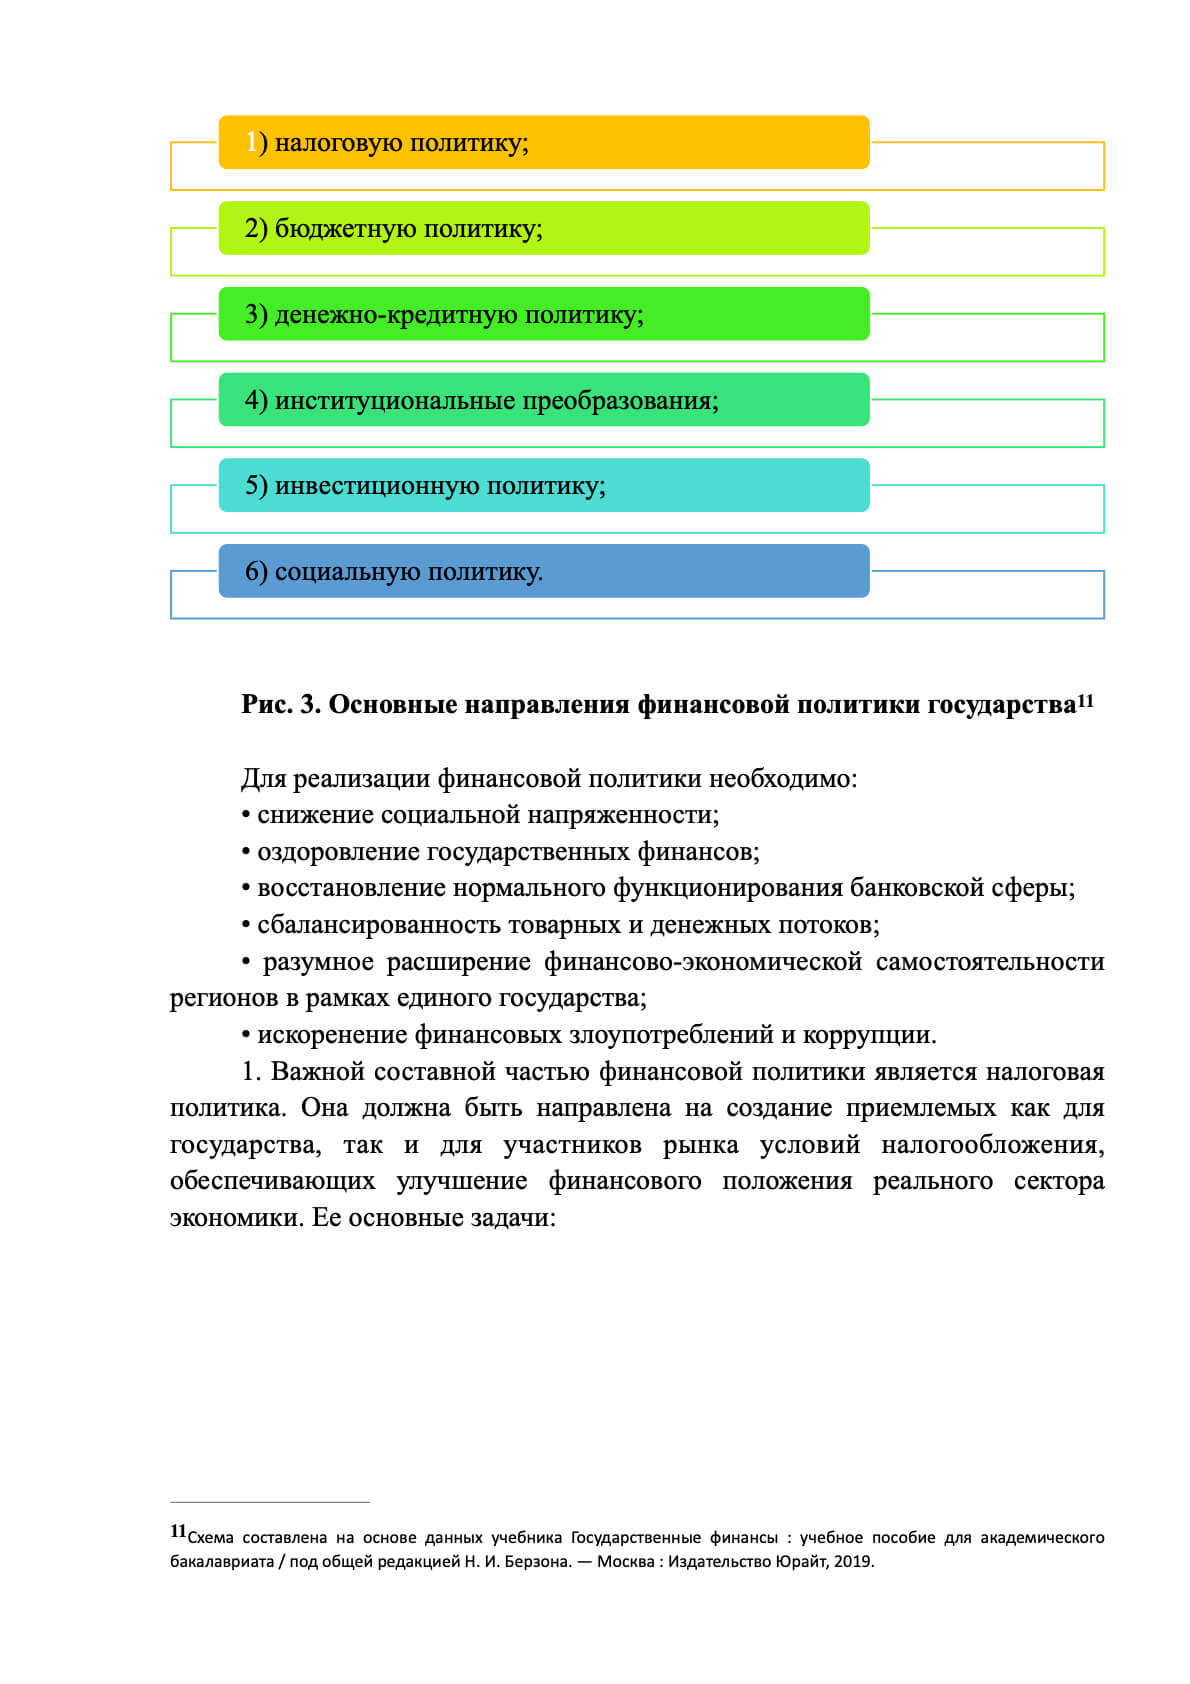 1) налоговую политику;
2) бюджетную политику;
3) денежно-кредитную политику;
4) институциональные преобразования;
5) инвестиционную политику;
6) социальную политику.
Рис. 3. Основные направления финансовой политики государства11
Для реализации финансовой политики необходимо:
• снижение социальной напряженности;
• оздоровление государственных финансов;
• восстановление нормального функционирования банковской сферы;
• сбалансированность товарных и денежных потоков;
• разумное расширение финансово-экономической самостоятельности
регионов в рамках единого государства;
• искоренение финансовых злоупотреблений и коррупции.
1. Важной составной частью финансовой политики является налоговая
политика. Она должна быть направлена на создание приемлемых как для
государства, так и для участников рынка условий налогообложения,
обеспечивающих улучшение финансового положения реального сектора
экономики. Ее основные задачи:
11Схема составлена на основе данных учебника Государственные финансы : учебное пособие для академического
бакалавриата / под общей редакцией Н. И. Берзона. — Москва : Издательство Юрайт, 2019.